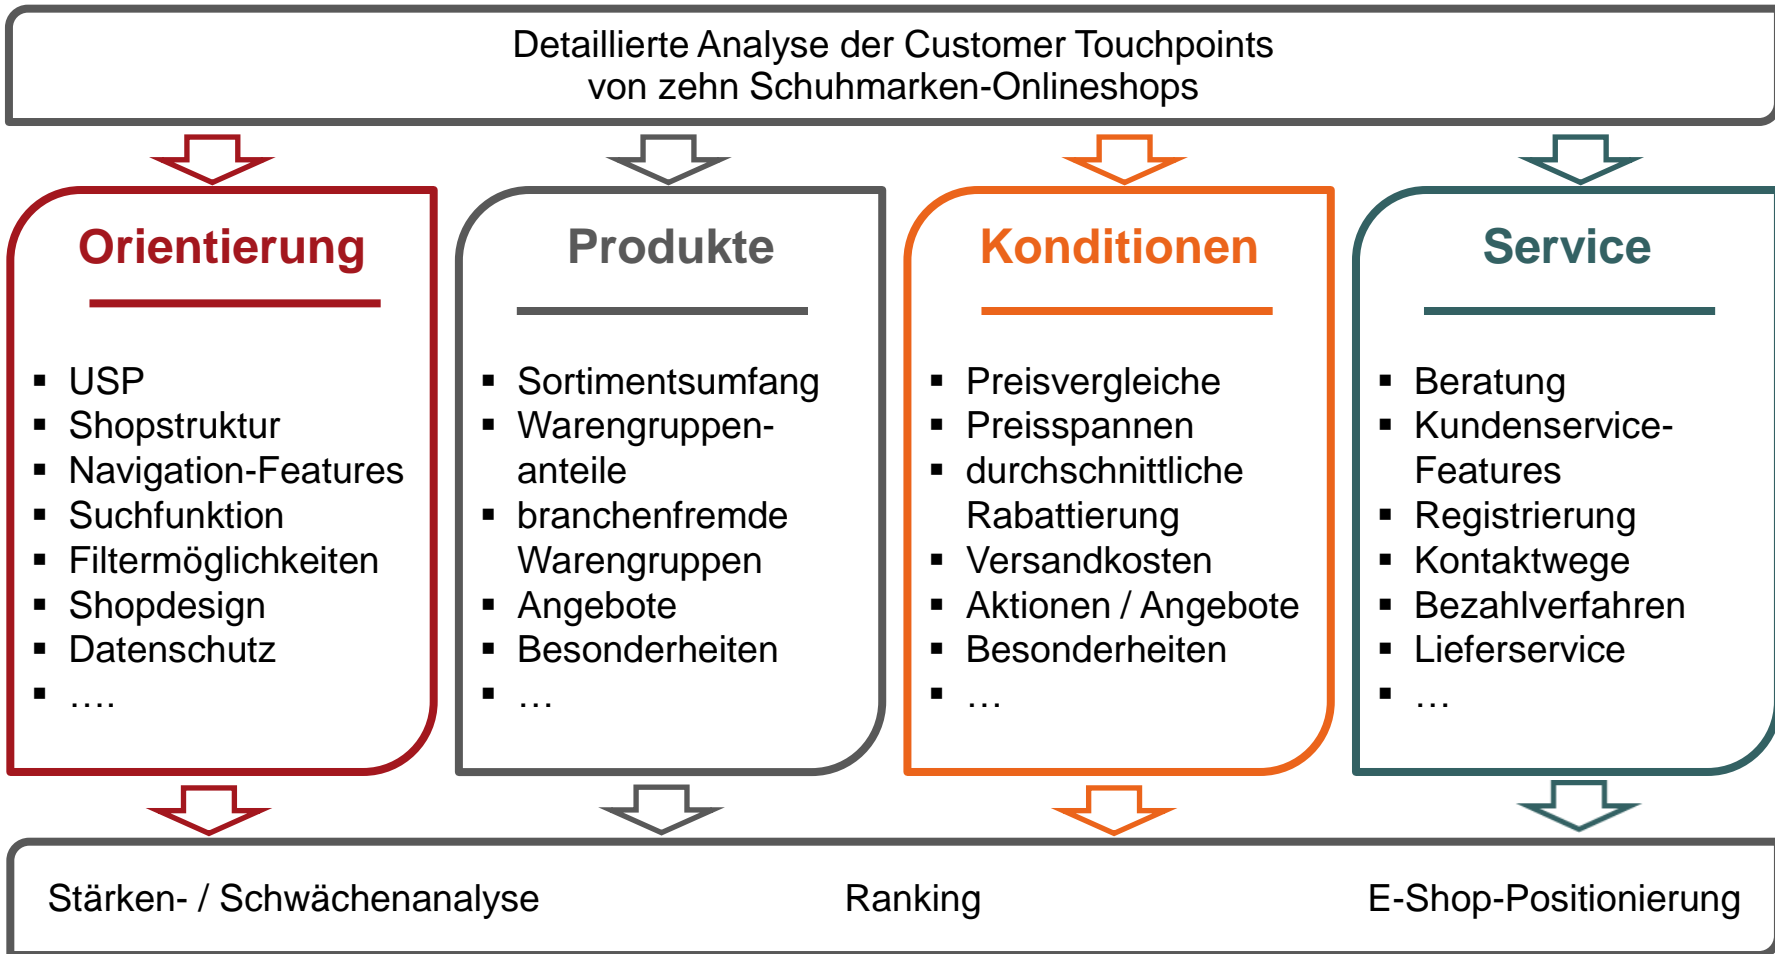 Detaillierte Analyse der Customer Touchpoints
von zehn Schuhmarken-Onlineshops
Orientierung
▪ USP
▪ Shopstruktur
▪ Navigation-Features
▪ Suchfunktion
▪ Filtermöglichkeiten
▪ Shopdesign
▪ Datenschutz
▪ ….
Produkte
▪ Sortimentsumfang
▪ Warengruppen-
anteile
▪ branchenfremde
Warengruppen
▪ Angebote
▪ Besonderheiten
▪ …
Konditionen
▪ Preisvergleiche
▪ Preisspannen
▪ durchschnittliche
Rabattierung
▪ Versandkosten
▪ Aktionen / Angebote
▪ Besonderheiten
▪ …
Service
▪ Beratung
▪ Kundenservice-
Features
▪ Registrierung
▪ Kontaktwege
▪ Bezahlverfahren
▪ Lieferservice
▪ …
Stärken- / Schwächenanalyse
Ranking
E-Shop-Positionierung